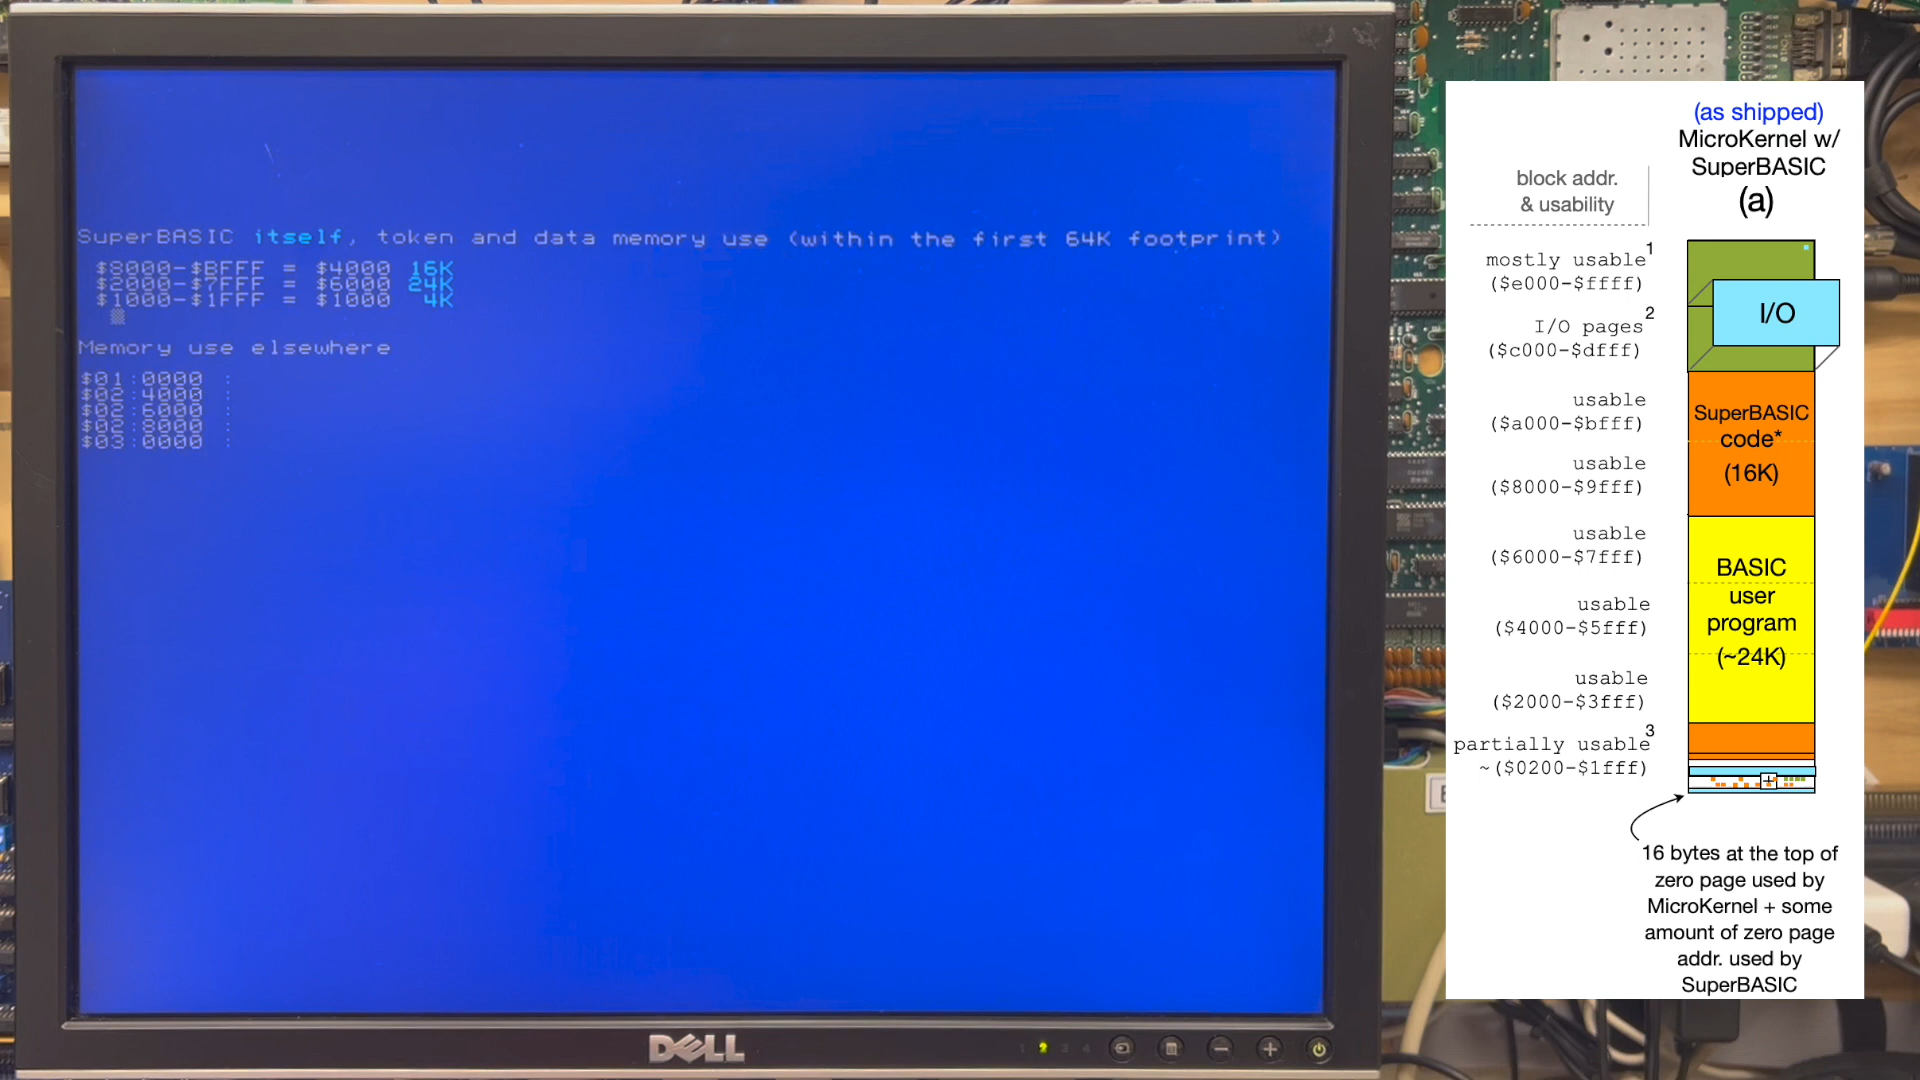 SuperBASIC itself, token and data memory use (within the first 64K footprint)
$8000-$BFFF = $4000 16K
$2000-$7FFF = $6000 24K
$1000-$1FFF = $1000 4K
Memory use elsewhere
$01:0000 :
$02:4000 :
$02:6000 :
$02:8000 :
$03:0000 :
DELL
1 2 3 4
(as shipped)
MicroKernel w/
SuperBASIC
(a)
block addr.
& usability
mostly usable1
($e000-$ffff)
I/O pages2
($c000-$dfff)
usable
($a000-$bfff)
usable
($8000-$9fff)
usable
($6000-$7fff)
usable
($4000-$5fff)
usable
($2000-$3fff)
partially usable3
~($0200-$1fff)
I/O
SuperBASIC
code*
(16K)
BASIC
user
program
(~24K)
16 bytes at the top of
zero page used by
MicroKernel + some
amount of zero page
addr. used by
SuperBASIC